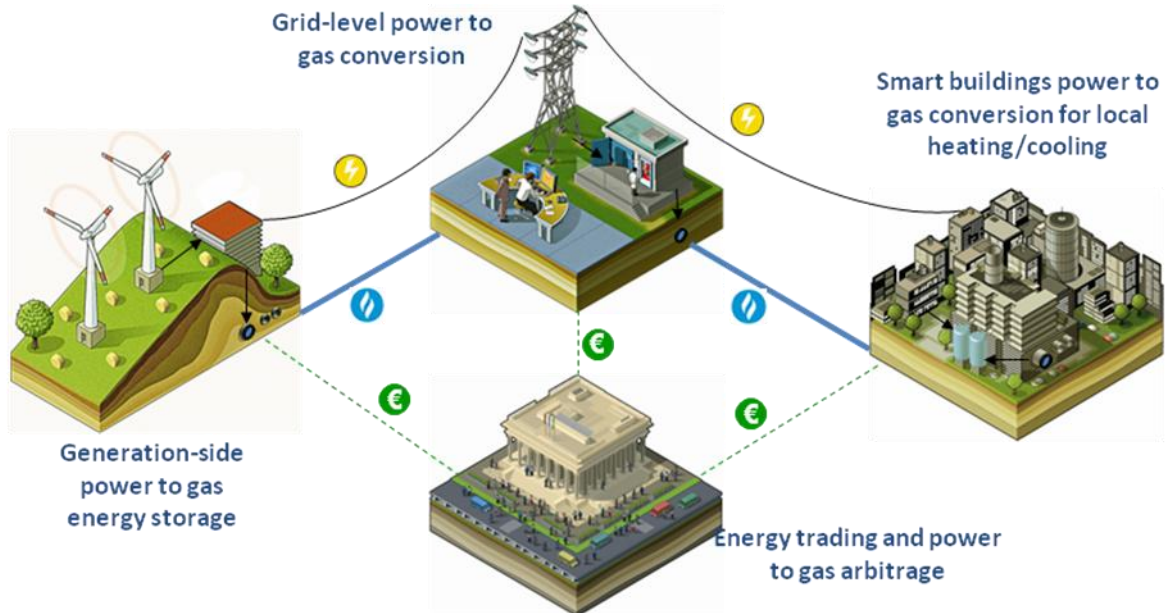 Grid-level power to
gas conversion
Smart buildings power to
gas conversion for local
heating/cooling
€
€
€
Generation-side
power to gas
energy storage
Energy trading and power
to gas arbitrage